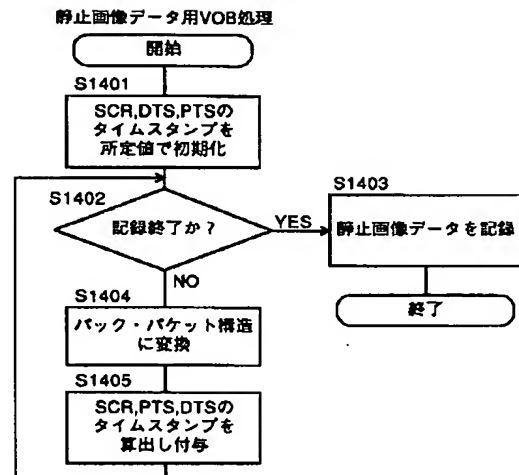 静止画像データ用VOB処理
開始
S1401
SCR,DTS,PTSの
タイムスタンプを
所定値で初期化
S1402
記録終了か？
YES
S1403
静止画像データを記録
終了
NO
S1404
パック・パケット構造
に変換
S1405
SCR,PTS,DTSの
タイムスタンプを
算出し付与